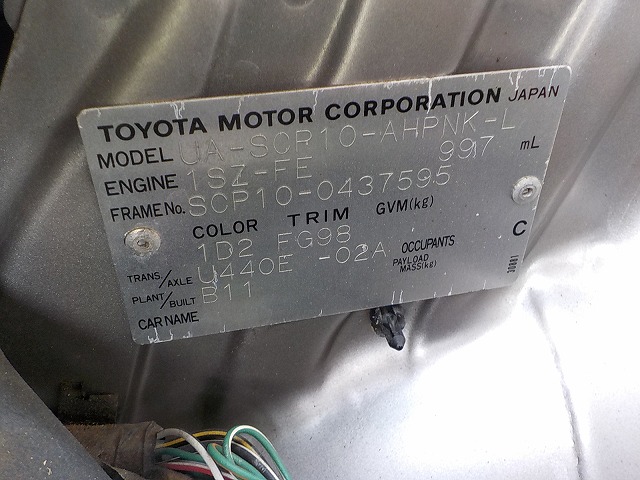 TOYOTA MOTOR CORPORATION JAPAN
MODEL UA-SCP10-AHPNK-L
ENGINE 1SZ-FE 997 mL
FRAME No. SCP10-0437595
COLOR TRIM GVM(kg)
1D2 FG98 C
TRANS/AXLE U440E -02A OCCUPANTS
PLANT/BUILT B11 PAYLOAD MASS(kg)
CAR NAME
30881